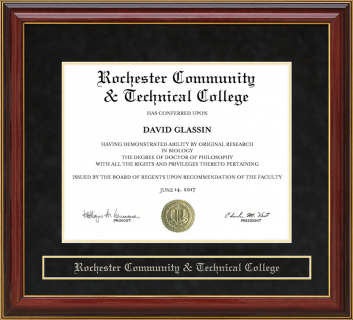 Rochester Community
& Technical College
HAS CONFERRED UPON
DAVID GLASSIN
HAVING DEMONSTRATED ABILITY BY ORIGINAL RESEARCH
IN BIOLOGY
THE DEGREE OF DOCTOR OF PHILOSOPHY
WITH ALL THE RIGHTS AND PRIVILEGES THERETO PERTAINING
ISSUED BY THE BOARD OF REGENTS UPON RECOMMENDATION OF THE FACULTY
JUNE 14, 2017
PROVOST
PRESIDENT
Rochester Community & Technical College